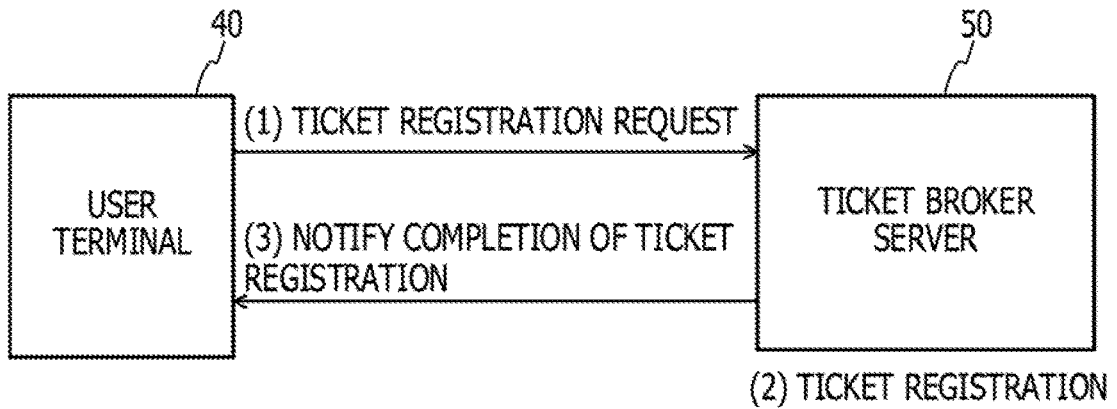 40
50
(1) TICKET REGISTRATION REQUEST
USER
TERMINAL
TICKET BROKER
SERVER
(3) NOTIFY COMPLETION OF TICKET
REGISTRATION
(2) TICKET REGISTRATION